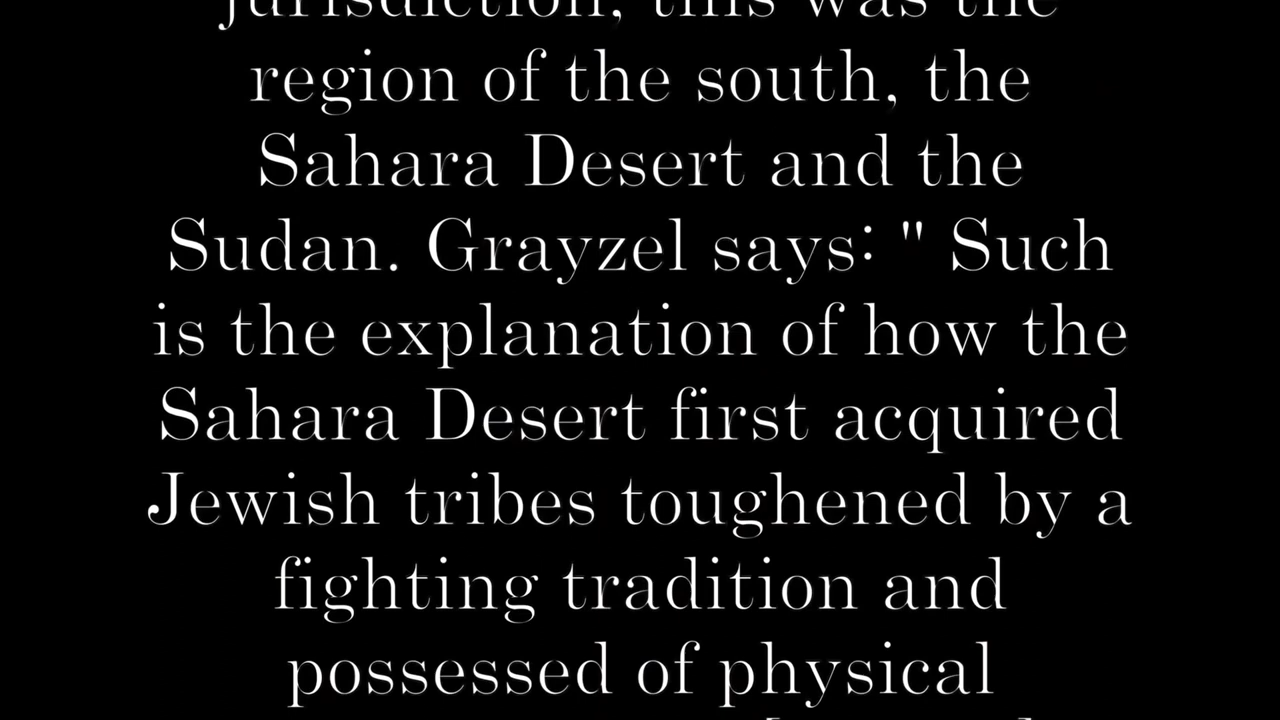 jurisdiction, this was the
region of the south, the
Sahara Desert and the
Sudan. Grayzel says: " Such
is the explanation of how the
Sahara Desert first acquired
Jewish tribes toughened by a
fighting tradition and
possessed of physical